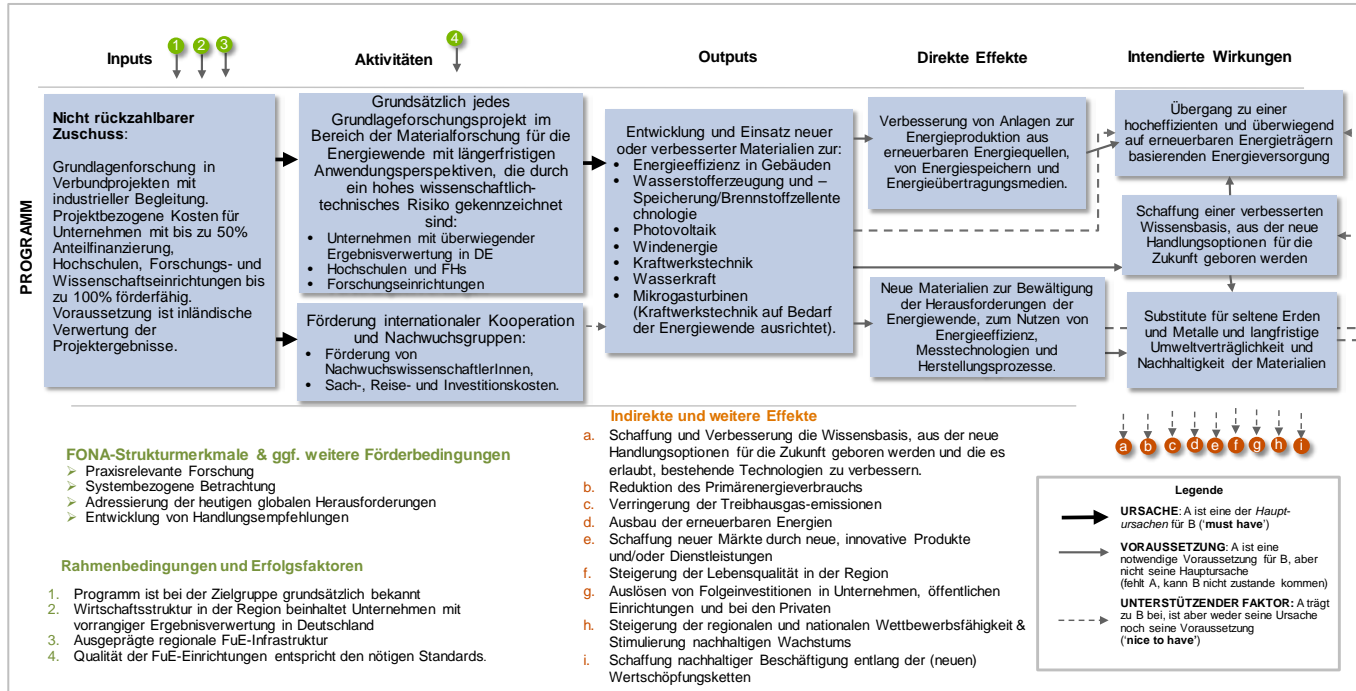 Inputs
1
2
3
Aktivitäten
4
Outputs
Direkte Effekte
Intendierte Wirkungen
PROGRAMM
Nicht rückzahlbarer
Zuschuss:
Grundlagenforschung in
Verbundprojekten mit
industrieller Begleitung.
Projektbezogene Kosten für
Unternehmen mit bis zu 50%
Anteilfinanzierung,
Hochschulen, Forschungs- und
Wissenschaftseinrichtungen bis
zu 100% förderfähig.
Voraussetzung ist inländische
Verwertung der
Projektergebnisse.
Grundsätzlich jedes
Grundlageforschungsprojekt im
Bereich der Materialforschung für die
Energiewende mit längerfristigen
Anwendungsperspektiven, die durch
ein hohes wissenschaftlich-
technisches Risiko gekennzeichnet
sind:
• Unternehmen mit überwiegender
Ergebnisverwertung in DE
• Hochschulen und FHs
• Forschungseinrichtungen
Förderung internationaler Kooperation
und Nachwuchsgruppen:
• Förderung von
NachwuchswissenschaftlerInnen,
• Sach-, Reise- und Investitionskosten.
Entwicklung und Einsatz neuer
oder verbesserter Materialien zur:
• Energieeffizienz in Gebäuden
• Wasserstofferzeugung und –
Speicherung/Brennstoffzellente
chnologie
• Photovoltaik
• Windenergie
• Kraftwerkstechnik
• Wasserkraft
• Mikrogasturbinen
(Kraftwerkstechnik auf Bedarf
der Energiewende ausrichtet).
Verbesserung von Anlagen zur
Energieproduktion aus
erneuerbaren Energiequellen,
von Energiespeichern und
Energieübertragungsmedien.
Neue Materialien zur Bewältigung
der Herausforderungen der
Energiewende, zum Nutzen von
Energieeffizienz,
Messtechnologien und
Herstellungsprozesse.
Übergang zu einer
hocheffizienten und überwiegend
auf erneuerbaren Energieträgern
basierenden Energieversorgung
Schaffung einer verbesserten
Wissensbasis, aus der neue
Handlungsoptionen für die
Zukunft geboren werden
Substitute für seltene Erden
und Metalle und langfristige
Umweltverträglichkeit und
Nachhaltigkeit der Materialien
a b c d e f g h i
FONA-Strukturmerkmale & ggf. weitere Förderbedingungen
➢ Praxisrelevante Forschung
➢ Systembezogene Betrachtung
➢ Adressierung der heutigen globalen Herausforderungen
➢ Entwicklung von Handlungsempfehlungen
Rahmenbedingungen und Erfolgsfaktoren
1. Programm ist bei der Zielgruppe grundsätzlich bekannt
2. Wirtschaftsstruktur in der Region beinhaltet Unternehmen mit
vorrangiger Ergebnisverwertung in Deutschland
3. Ausgeprägte regionale FuE-Infrastruktur
4. Qualität der FuE-Einrichtungen entspricht den nötigen Standards.
Indirekte und weitere Effekte
a. Schaffung und Verbesserung die Wissensbasis, aus der neue
Handlungsoptionen für die Zukunft geboren werden und die es
erlaubt, bestehende Technologien zu verbessern.
b. Reduktion des Primärenergieverbrauchs
c. Verringerung der Treibhausgas-emissionen
d. Ausbau der erneuerbaren Energien
e. Schaffung neuer Märkte durch neue, innovative Produkte
und/oder Dienstleistungen
f. Steigerung der Lebensqualität in der Region
g. Auslösen von Folgeinvestitionen in Unternehmen, öffentlichen
Einrichtungen und bei den Privaten
h. Steigerung der regionalen und nationalen Wettbewerbsfähigkeit &
Stimulierung nachhaltigen Wachstums
i. Schaffung nachhaltiger Beschäftigung entlang der (neuen)
Wertschöpfungsketten
Legende
URSACHE: A ist eine der Haupt-
ursachen für B (‘must have’)
VORAUSSETZUNG: A ist eine
notwendige Voraussetzung für B, aber
nicht seine Hauptursache
(fehlt A, kann B nicht zustande kommen)
UNTERSTÜTZENDER FAKTOR: A trägt
zu B bei, ist aber weder seine Ursache
noch seine Voraussetzung
(‘nice to have’)